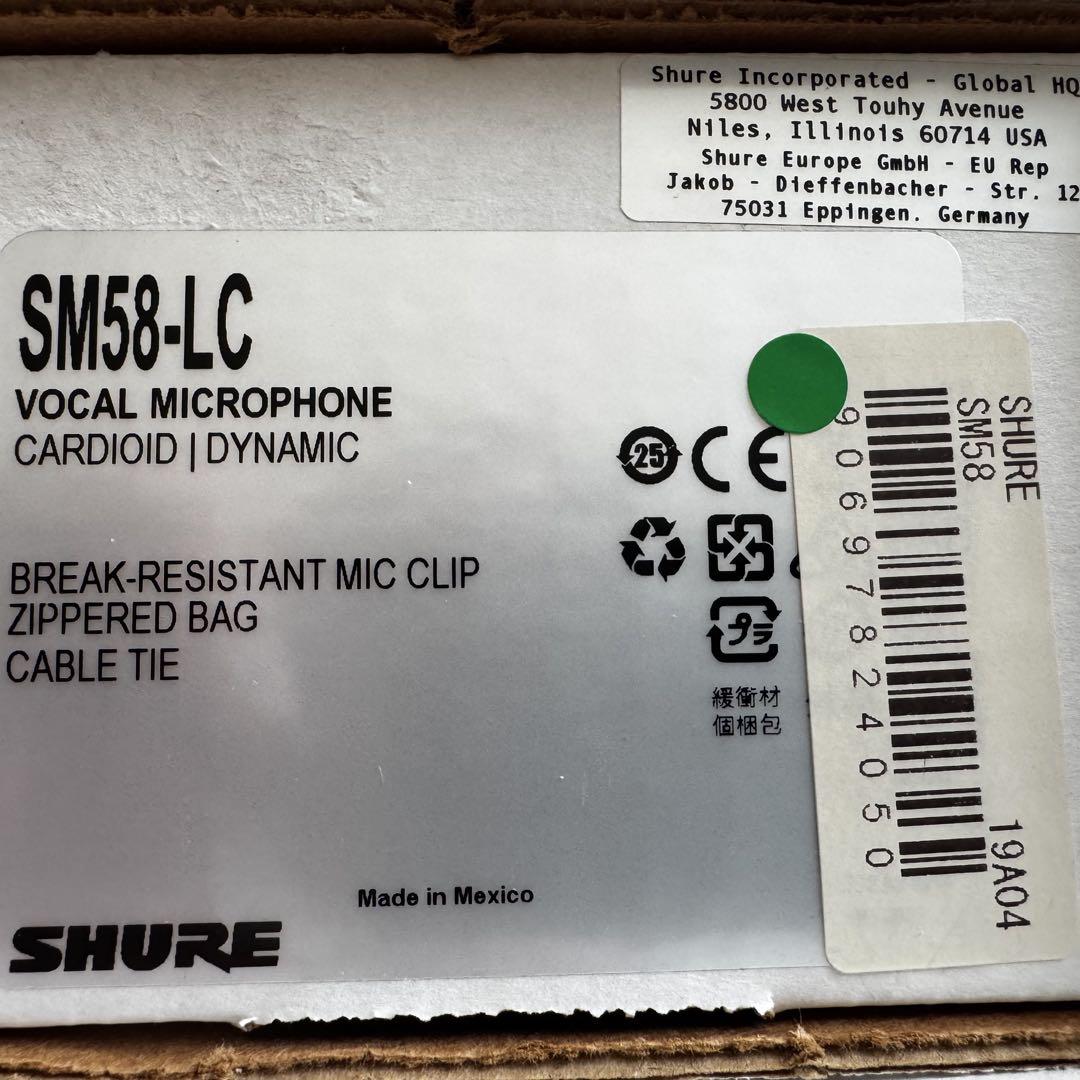 Shure Incorporated - Global HQ
5800 West Touhy Avenue
Niles, Illinois 60714 USA
Shure Europe GmbH - EU Rep
Jakob - Dieffenbacher - Str. 12
75031 Eppingen. Germany
SM58-LC
VOCAL MICROPHONE
CARDIOID | DYNAMIC
BREAK-RESISTANT MIC CLIP
ZIPPERED BAG
CABLE TIE
25
CE
プラ
緩衝材
個梱包
Made in Mexico
SHURE
SHURE
SM58
19A04
90697824050